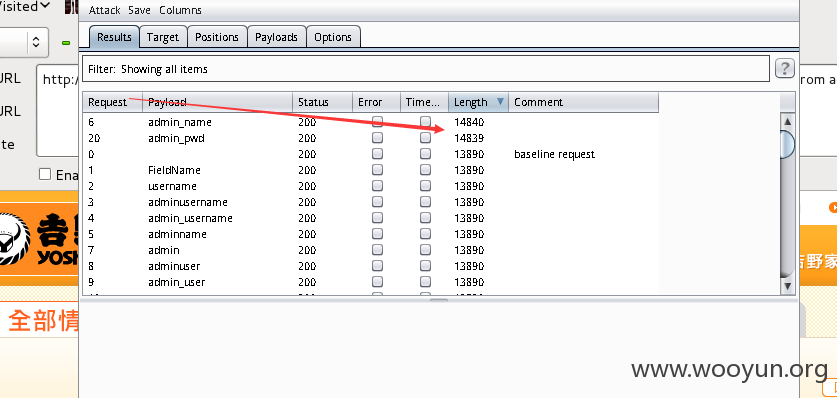 isited
Attack Save Columns
Results Target Positions Payloads Options
URL
http:/
rom a
Filter: Showing all items
?
URL
Request Payload Status Error Time... Length Comment
6 admin_name 200 14840
20 admin_pwd 200 14839
te
0 200 13890 baseline request
1 FieldName 200 13890
Ena
2 username 200 13890
3 adminusername 200 13890
4 admin_username 200 13890
5 adminname 200 13890
吉
7 admin 200 13890
YOSH
吉野家
8 adminuser 200 13890
9 admin_user 200 13890
全部情
www.wooyun.org